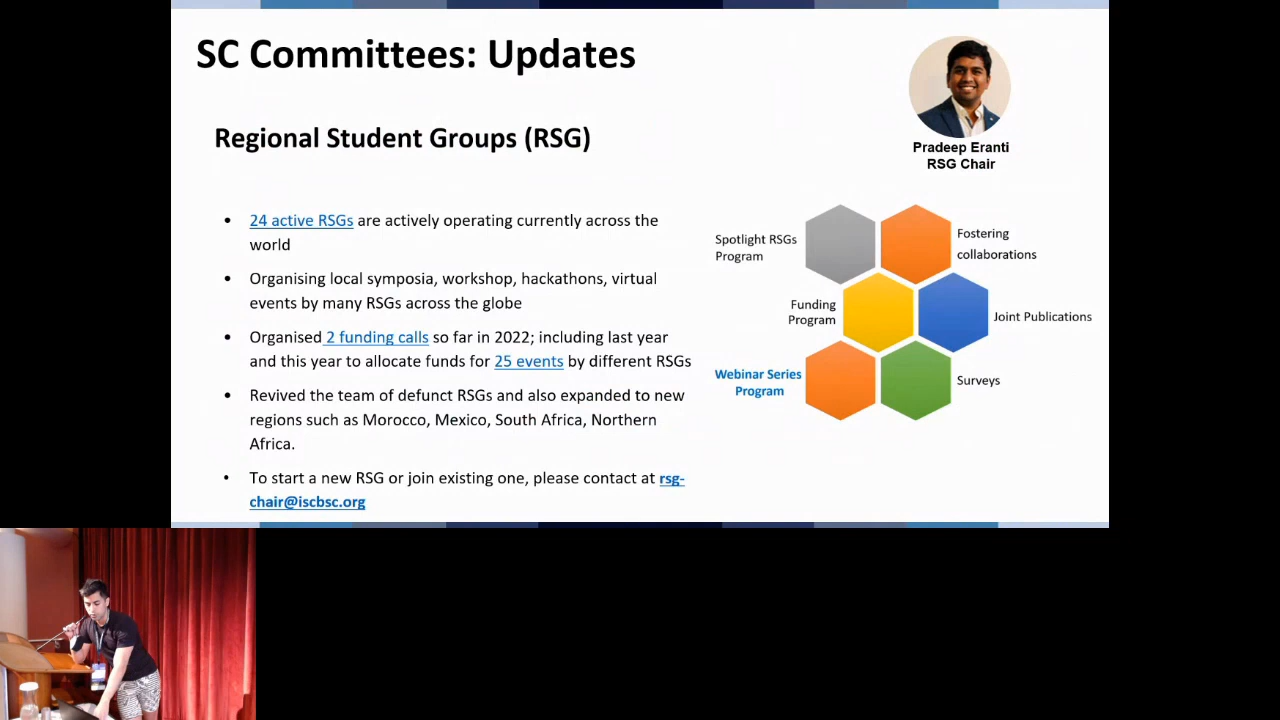 SC Committees: Updates
Pradeep Eranti
RSG Chair
Regional Student Groups (RSG)
• 24 active RSGs are actively operating currently across the
world
• Organising local symposia, workshop, hackathons, virtual
events by many RSGs across the globe
• Organised 2 funding calls so far in 2022; including last year
and this year to allocate funds for 25 events by different RSGs
• Revived the team of defunct RSGs and also expanded to new
regions such as Morocco, Mexico, South Africa, Northern
Africa.
• To start a new RSG or join existing one, please contact at rsg-
chair@iscbsc.org
Spotlight RSGs
Program
Fostering
collaborations
Funding
Program
Joint Publications
Webinar Series
Program
Surveys